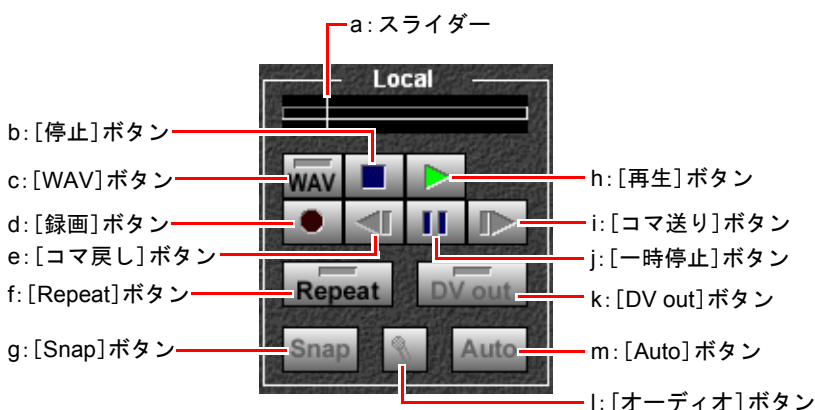 a:スライダー
Local
b:[停止]ボタン
c:[WAV]ボタン
d:[録画]ボタン
e:[コマ戻し]ボタン
f:[Repeat]ボタン
g:[Snap]ボタン
WAV
Repeat
DV out
Snap
Auto
h:[再生]ボタン
i:[コマ送り]ボタン
j:[一時停止]ボタン
k:[DV out]ボタン
m:[Auto]ボタン
l:[オーディオ]ボタン